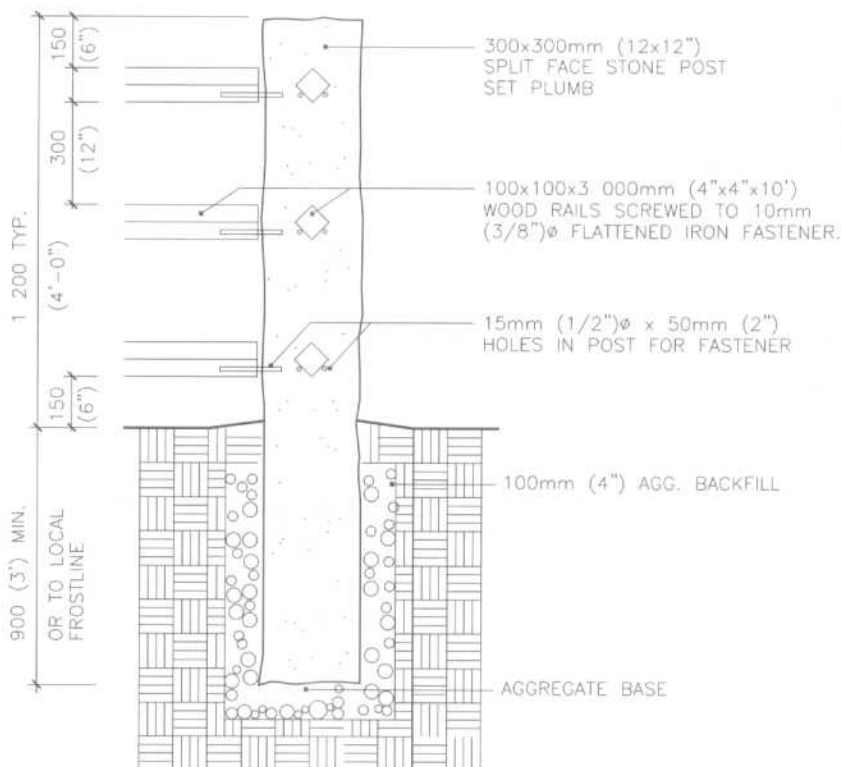 150
(6")
300
(12")
1 200 TYP.
(4'-0")
150
(6")
900 (3') MIN.
OR TO LOCAL
FROSTLINE
300x300mm (12x12")
SPLIT FACE STONE POST
SET PLUMB
100x100x3 000mm (4"x4"x10')
WOOD RAILS SCREWED TO 10mm
(3/8")ø FLATTENED IRON FASTENER.
15mm (1/2")ø x 50mm (2")
HOLES IN POST FOR FASTENER
100mm (4") AGG. BACKFILL
AGGREGATE BASE